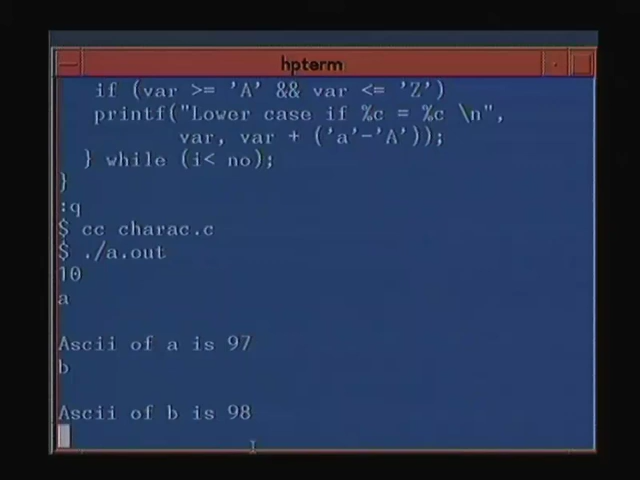 hpterm
if (var >= 'A' && var <= 'Z')
printf("Lower case if %c = %c \n",
var, var + ('a'-'A'));
} while (i< no);
}
:q
$ cc charac.c
$ ./a.out
10
a
Ascii of a is 97
b
Ascii of b is 98